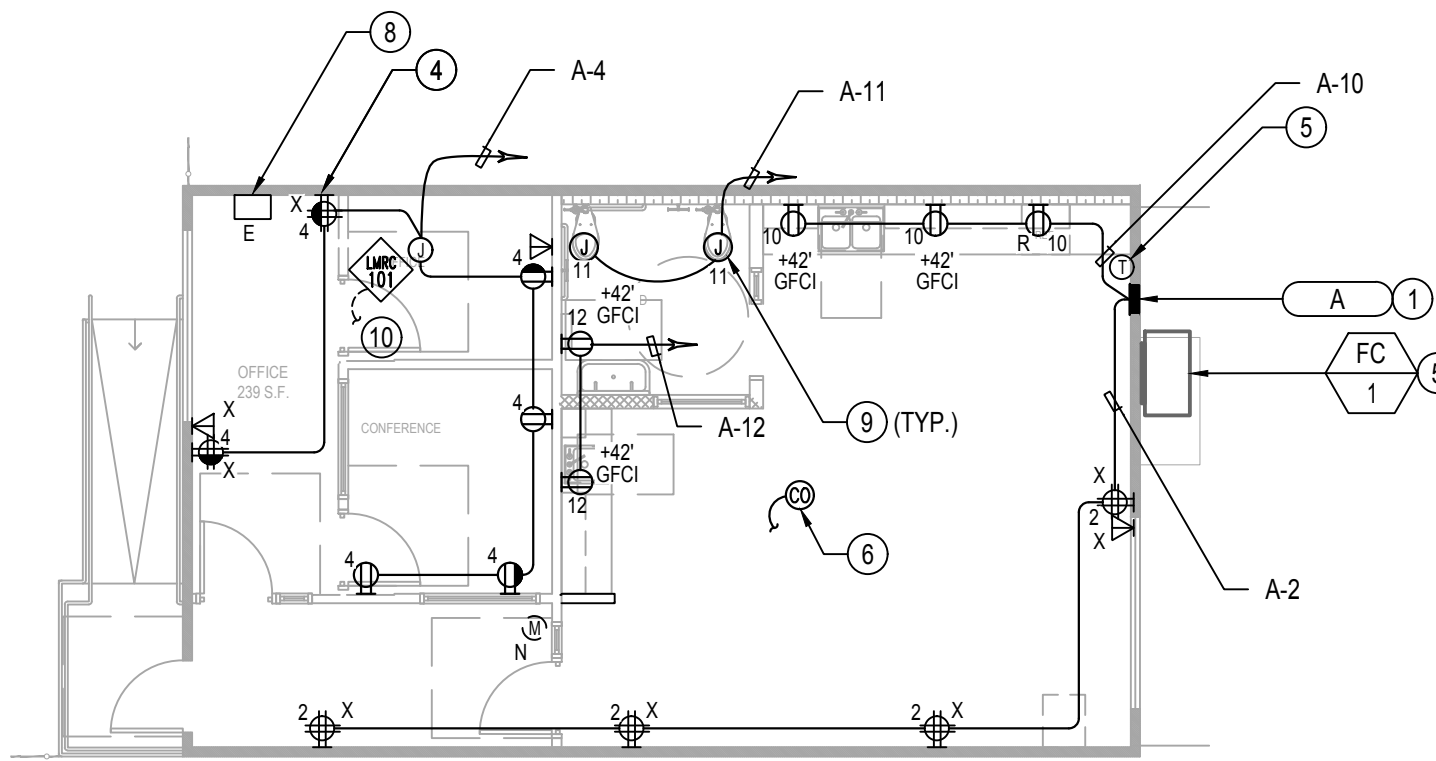 8
4
A-4
A-11
A-10
5
X
4
E
J
LMRC
101
4
J
11
J
11
10
+42'
GFCI
10
+42'
GFCI
R
10
T
A
1
10
+42'
GFCI
12
A-12
9
(TYP.)
FC
1
5
OFFICE
239 S.F.
X
4
X
CONFERENCE
4
+42'
GFCI
12
CO
6
X
2
X
A-2
4
4
M
N
2
X
2
X
2
X